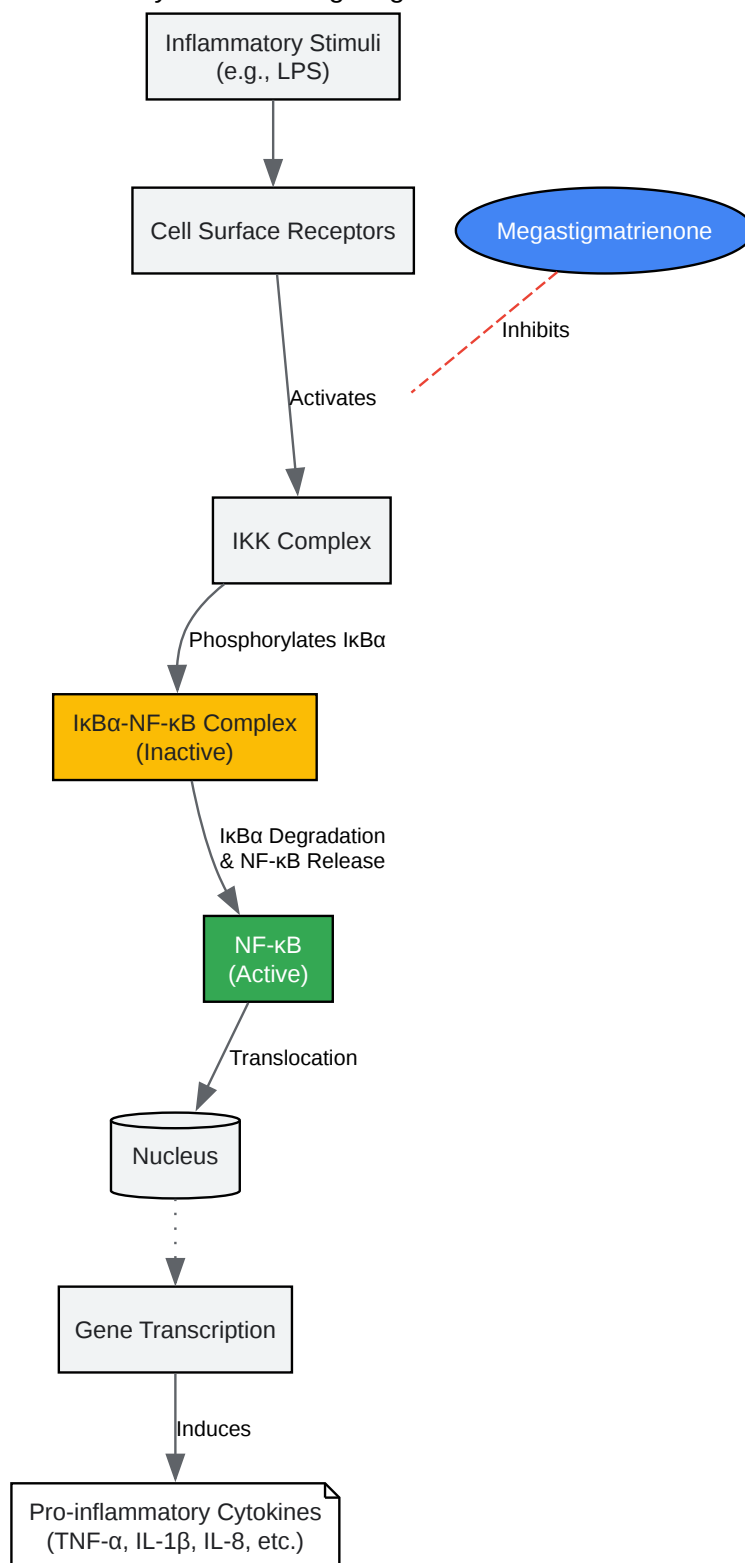 Inflammatory Stimuli
(e.g., LPS)
Cell Surface Receptors
Megastigmatrienone
Inhibits
Activates
IKK Complex
Phosphorylates IκBα
IκBα-NF-κB Complex
(Inactive)
IκBα Degradation
& NF-κB Release
NF-κB
(Active)
Translocation
Nucleus
Gene Transcription
Induces
Pro-inflammatory Cytokines
(TNF-α, IL-1β, IL-8, etc.)